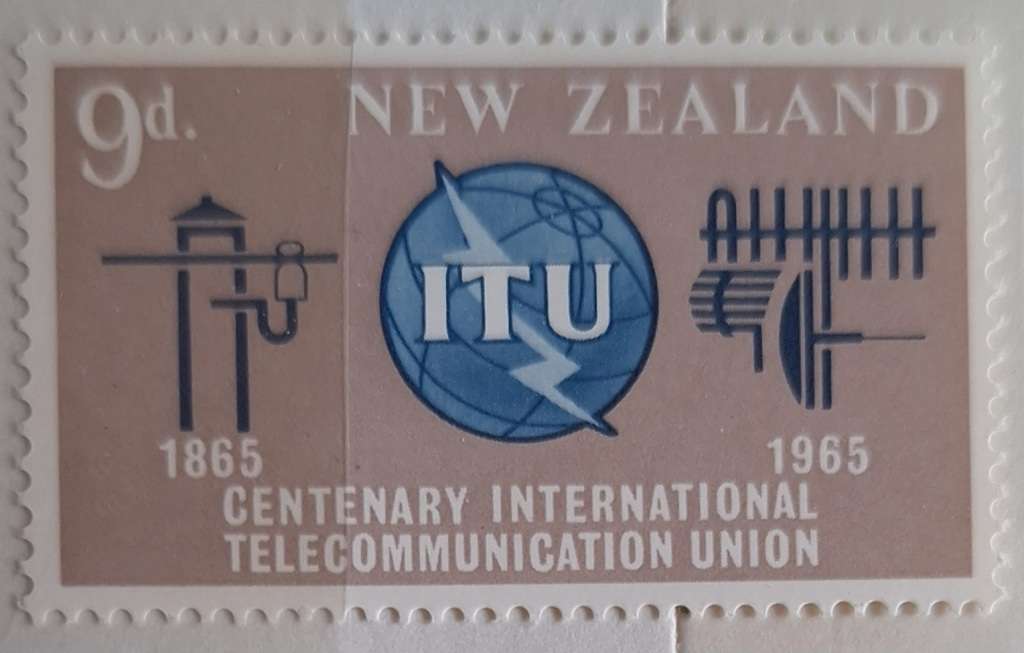 9d. NEW ZEALAND
ITU
1865 1965
CENTENARY INTERNATIONAL
TELECOMMUNICATION UNION